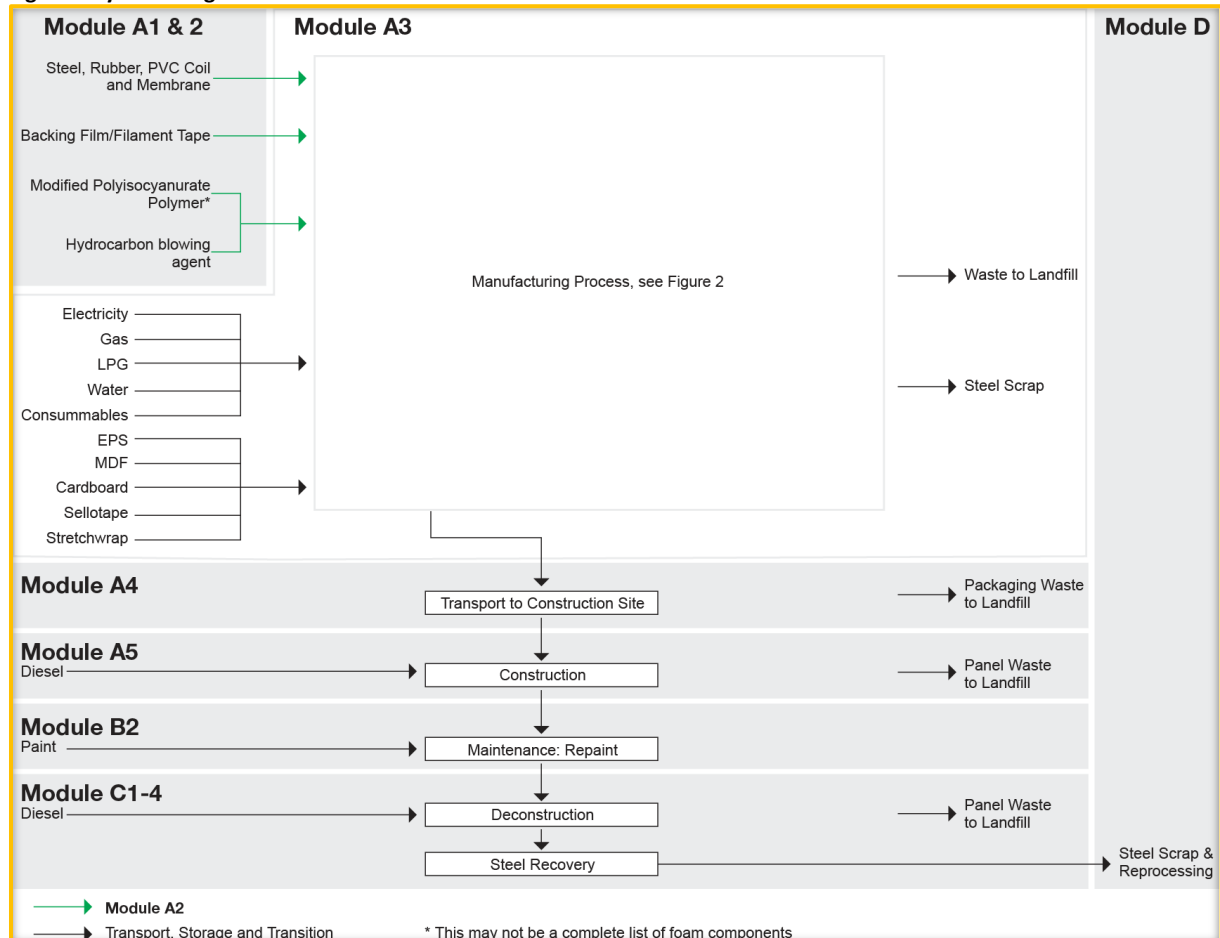 Module A1 & 2
Module A3
Module D
Steel, Rubber, PVC Coil
and Membrane
Backing Film/Filament Tape
Modified Polyisocyanurate
Polymer*
Hydrocarbon blowing
agent
Manufacturing Process, see Figure 2
Waste to Landfill
Steel Scrap
Electricity
Gas
LPG
Water
Consummables
EPS
MDF
Cardboard
Sellotape
Stretchwrap
Module A4
Transport to Construction Site
Packaging Waste
to Landfill
Module A5
Diesel
Construction
Panel Waste
to Landfill
Module B2
Paint
Maintenance: Repaint
Module C1-4
Diesel
Deconstruction
Panel Waste
to Landfill
Steel Recovery
Steel Scrap &
Reprocessing
Module A2
Transport, Storage and Transition
* This may not be a complete list of foam components